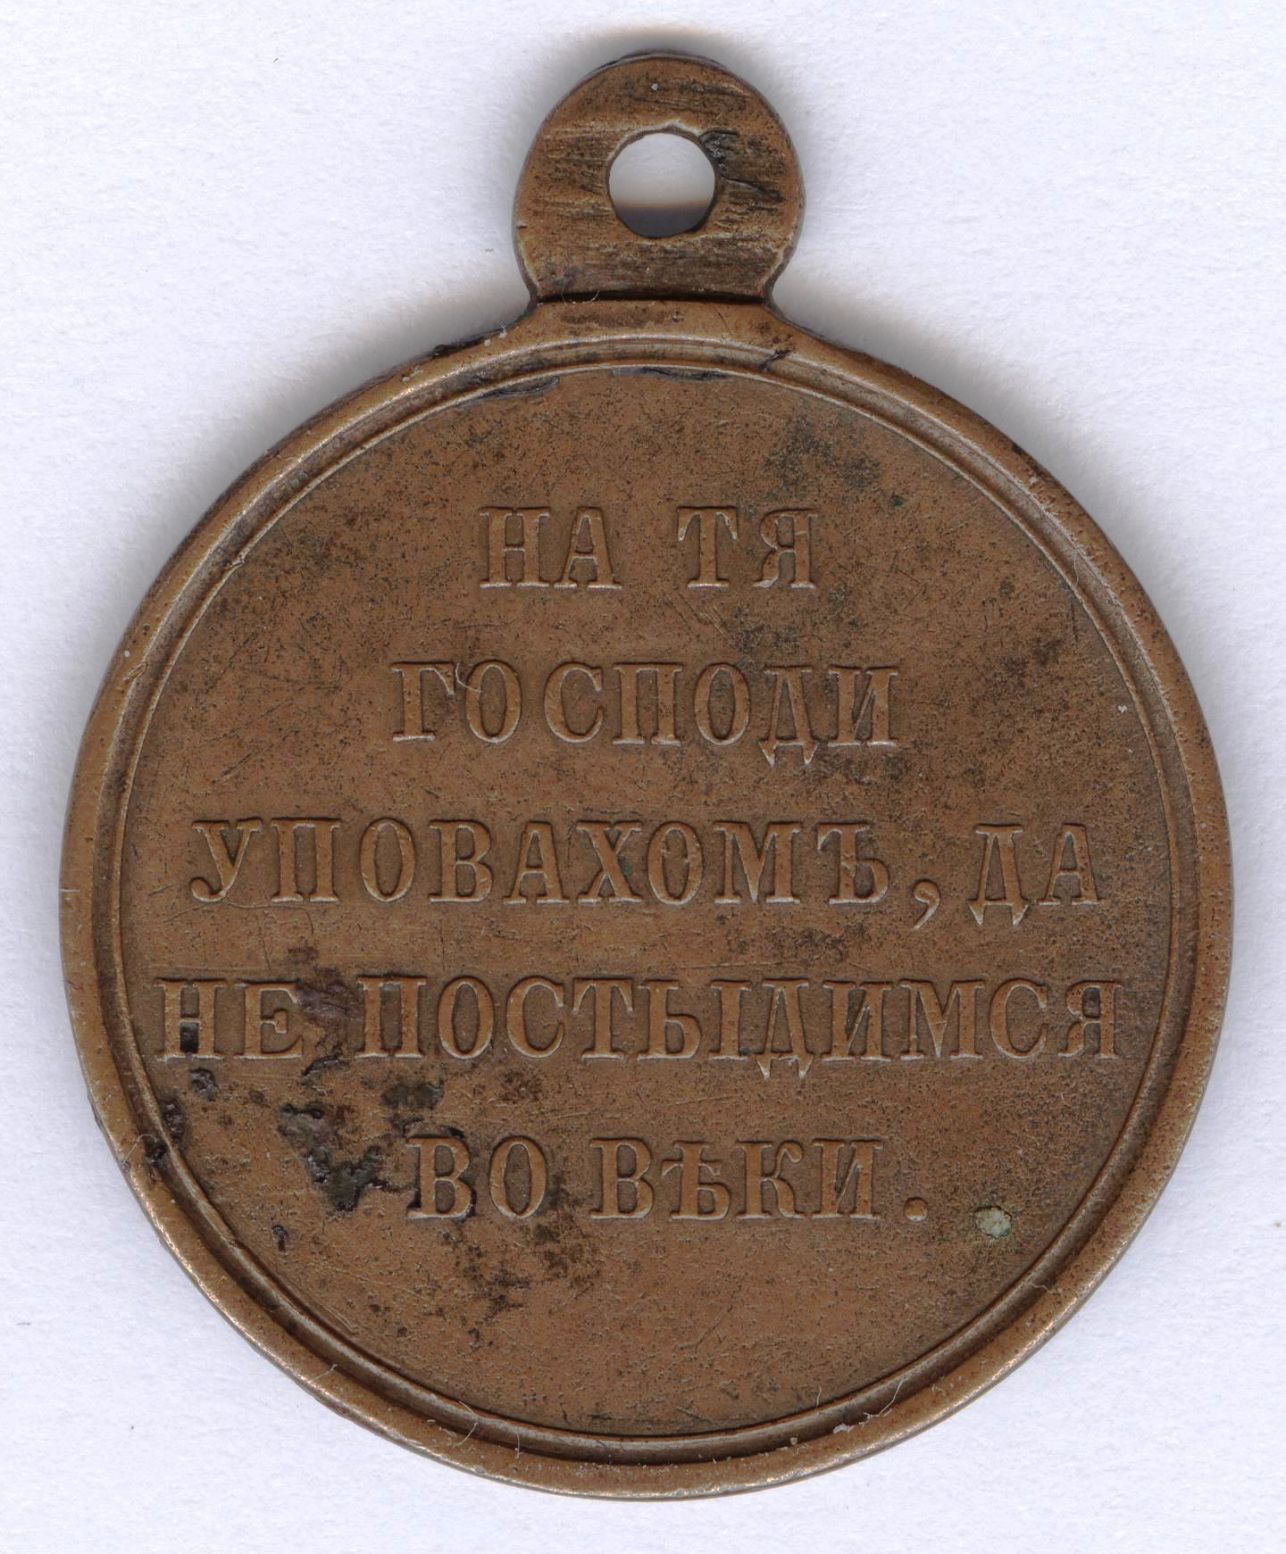 НА ТЯ
ГОСПОДИ
УПОВАХОМЪ, ДА
НЕ ПОСТЫДИМСЯ
ВО ВѢКИ.